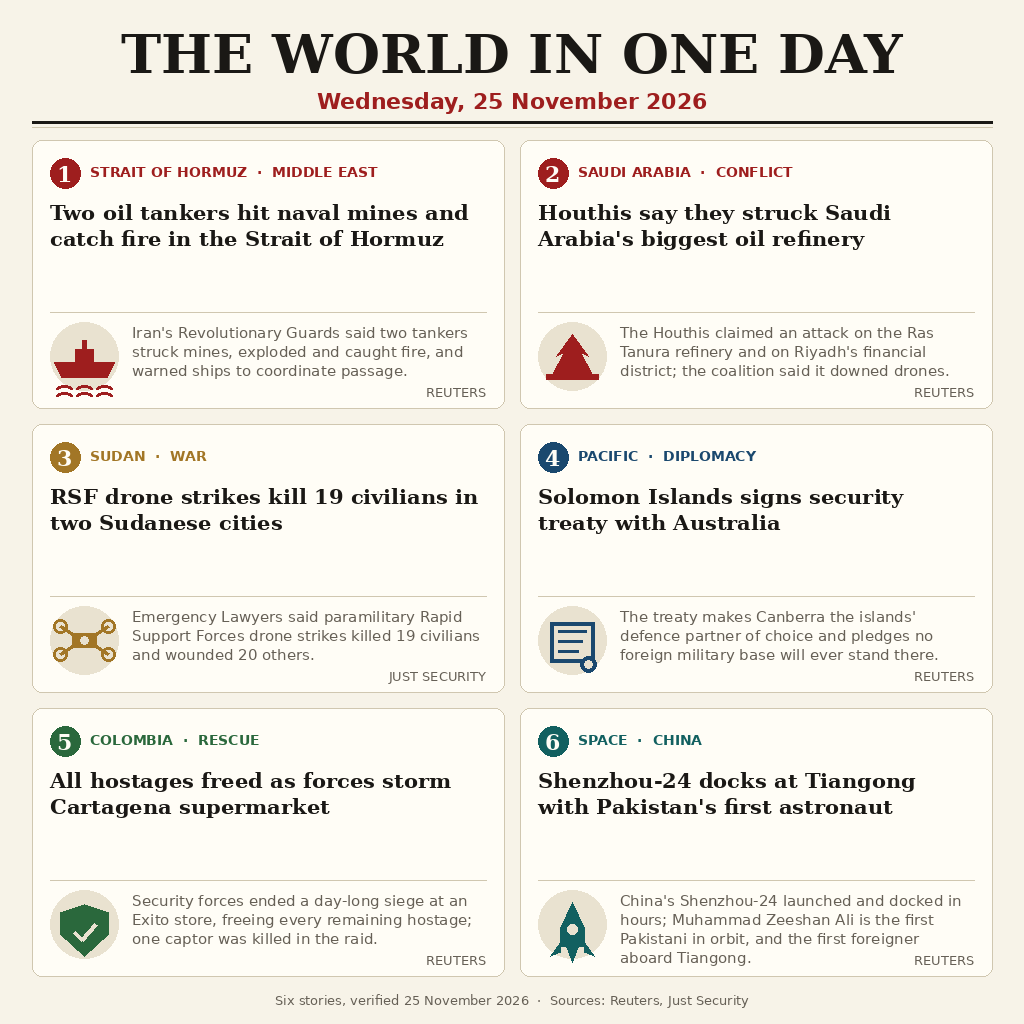 THE WORLD IN ONE DAY
Wednesday, 25 November 2026
1 STRAIT OF HORMUZ · MIDDLE EAST
Two oil tankers hit naval mines and
catch fire in the Strait of Hormuz
Iran's Revolutionary Guards said two tankers
struck mines, exploded and caught fire, and
warned ships to coordinate passage.
REUTERS
2 SAUDI ARABIA · CONFLICT
Houthis say they struck Saudi
Arabia's biggest oil refinery
The Houthis claimed an attack on the Ras
Tanura refinery and on Riyadh's financial
district; the coalition said it downed drones.
REUTERS
3 SUDAN · WAR
RSF drone strikes kill 19 civilians in
two Sudanese cities
Emergency Lawyers said paramilitary Rapid
Support Forces drone strikes killed 19 civilians
and wounded 20 others.
JUST SECURITY
4 PACIFIC · DIPLOMACY
Solomon Islands signs security
treaty with Australia
The treaty makes Canberra the islands'
defence partner of choice and pledges no
foreign military base will ever stand there.
REUTERS
5 COLOMBIA · RESCUE
All hostages freed as forces storm
Cartagena supermarket
Security forces ended a day-long siege at an
Exito store, freeing every remaining hostage;
one captor was killed in the raid.
REUTERS
6 SPACE · CHINA
Shenzhou-24 docks at Tiangong
with Pakistan's first astronaut
China's Shenzhou-24 launched and docked in
hours; Muhammad Zeeshan Ali is the first
Pakistani in orbit, and the first foreigner
aboard Tiangong.
REUTERS
Six stories, verified 25 November 2026 · Sources: Reuters, Just Security